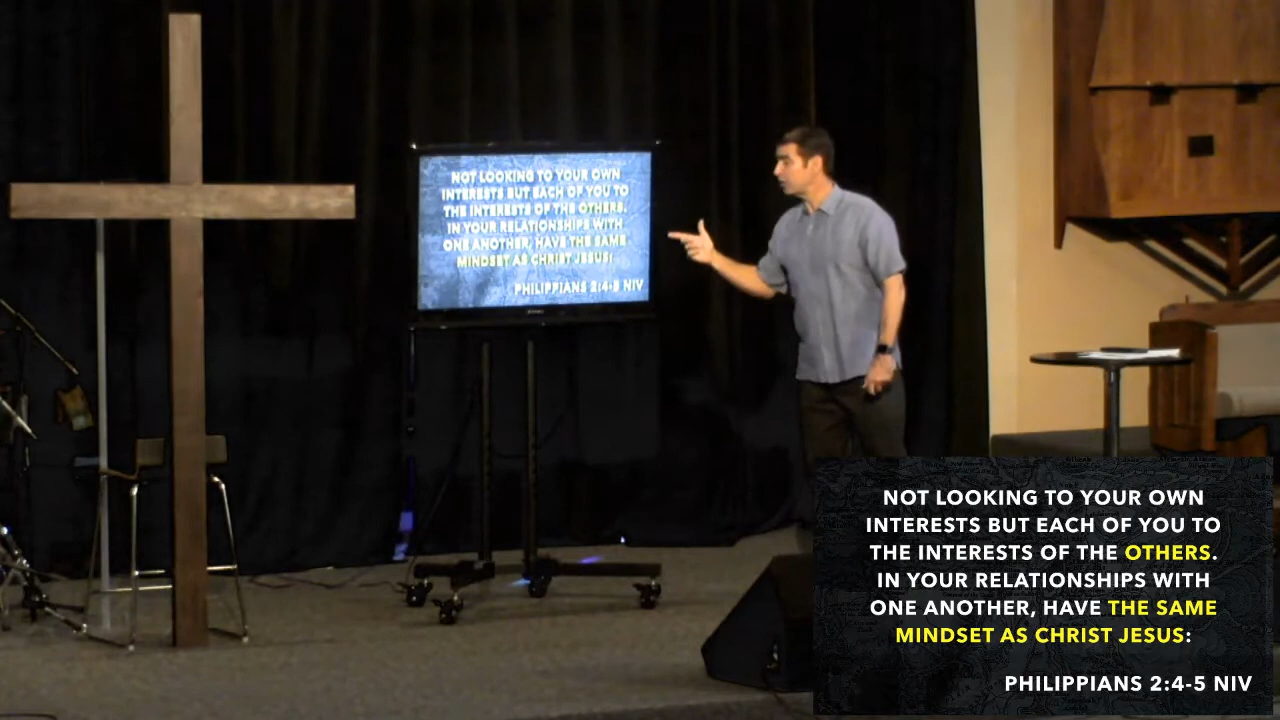 NOT LOOKING TO YOUR OWN
INTERESTS BUT EACH OF YOU TO
THE INTERESTS OF THE OTHERS.
IN YOUR RELATIONSHIPS WITH
ONE ANOTHER, HAVE THE SAME
MINDSET AS CHRIST JESUS:
PHILIPPIANS 2:4-5 NIV
NOT LOOKING TO YOUR OWN
INTERESTS BUT EACH OF YOU TO
THE INTERESTS OF THE OTHERS.
IN YOUR RELATIONSHIPS WITH
ONE ANOTHER, HAVE THE SAME
MINDSET AS CHRIST JESUS:
PHILIPPIANS 2:4-5 NIV